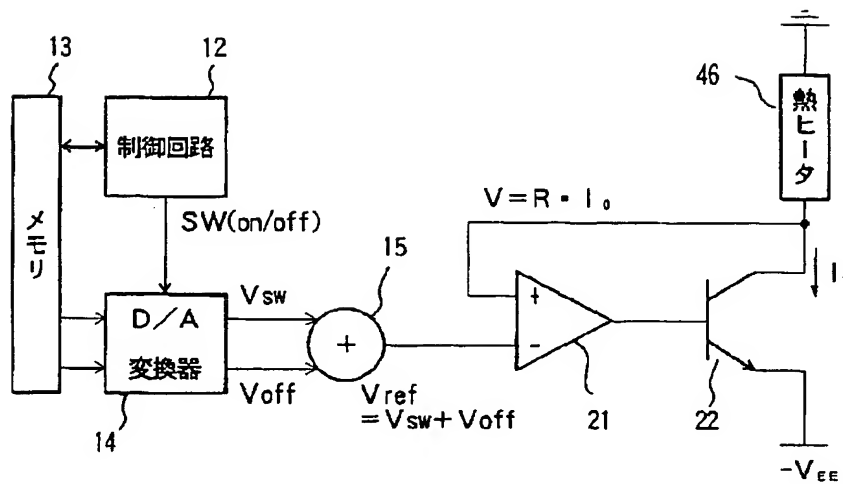 13
12
46
制御回路
熱ヒータ
メモリ
SW(on/off)
V=R・I₀
15
D/A
変換器
Vsw
Voff
+
Vref
=Vsw+Voff
+
-
14
21
22
-VEE